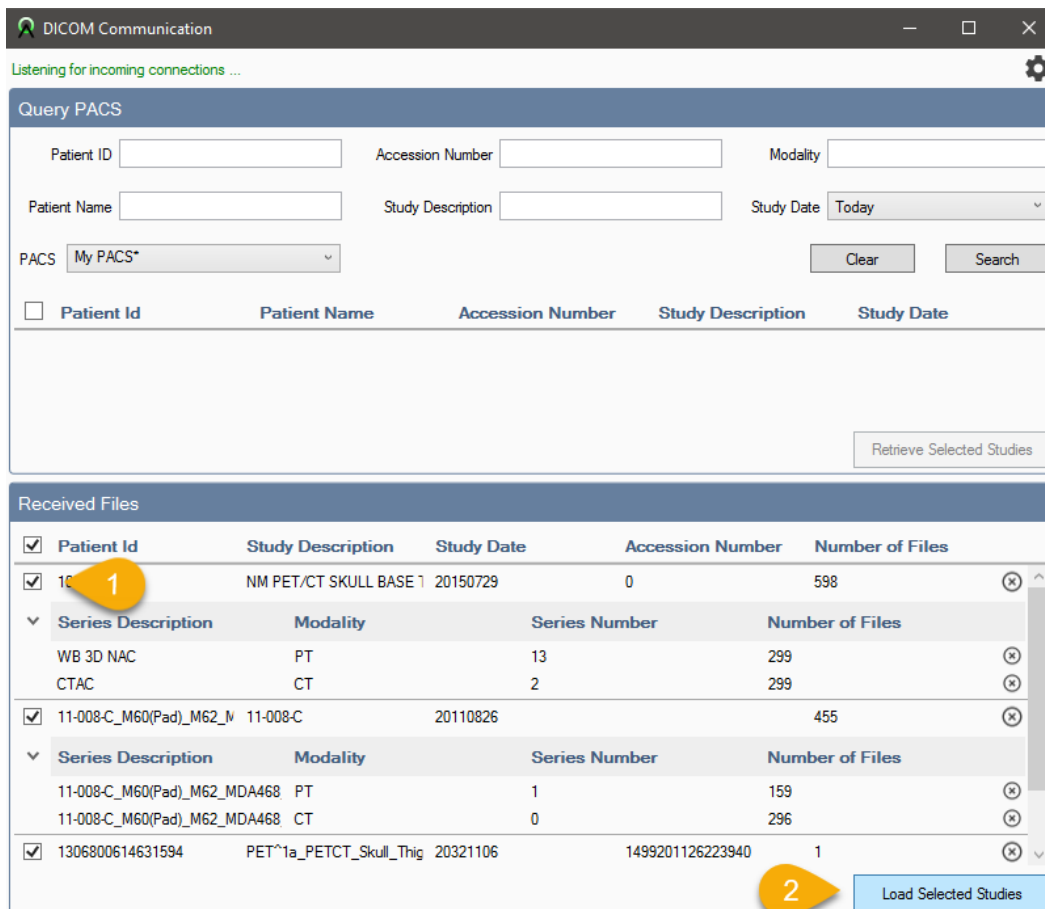 DICOM Communication
Listening for incoming connections ...
Query PACS
Patient ID Accession Number Modality
Patient Name Study Description Study Date Today
PACS My PACS* Clear Search
Patient Id Patient Name Accession Number Study Description Study Date
Retrieve Selected Studies
Received Files
Patient Id Study Description Study Date Accession Number Number of Files
1 NM PET/CT SKULL BASE 20150729 0 598
Series Description Modality Series Number Number of Files
WB 3D NAC PT 13 299
CTAC CT 2 299
11-008-C_M60(Pad)_M62_M 11-008-C 20110826 455
Series Description Modality Series Number Number of Files
11-008-C_M60(Pad)_M62_MDA468 PT 1 159
11-008-C_M60(Pad)_M62_MDA468 CT 0 296
1306800614631594 PET^1a_PETCT_Skull_Thig 20321106 1499201126223940 1
2 Load Selected Studies